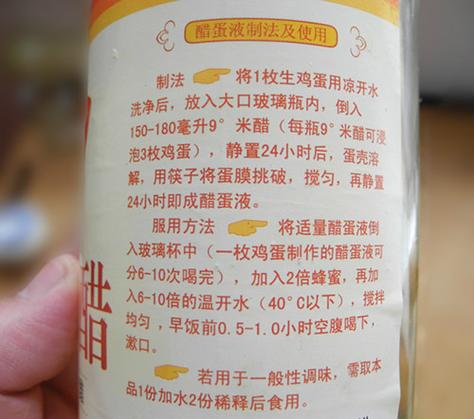 醋蛋液制法及使用
制法 将1枚生鸡蛋用凉开水
洗净后，放入大口玻璃瓶内，倒入
150-180毫升9°米醋（每瓶9°米醋可浸
泡3枚鸡蛋），静置24小时后，蛋壳溶
解，用筷子将蛋膜挑破，搅匀，再静置
24小时即成醋蛋液。
服用方法 将适量醋蛋液倒
入玻璃杯中（一枚鸡蛋制作的醋蛋液可
分6-10次喝完），加入2倍蜂蜜，再加
入6-10倍的温开水（40°C以下），搅拌
均匀，早饭前0.5-1.0小时空腹喝下，
漱口。
若用于一般性调味，需取本
品1份加水2份稀释后食用。
醋